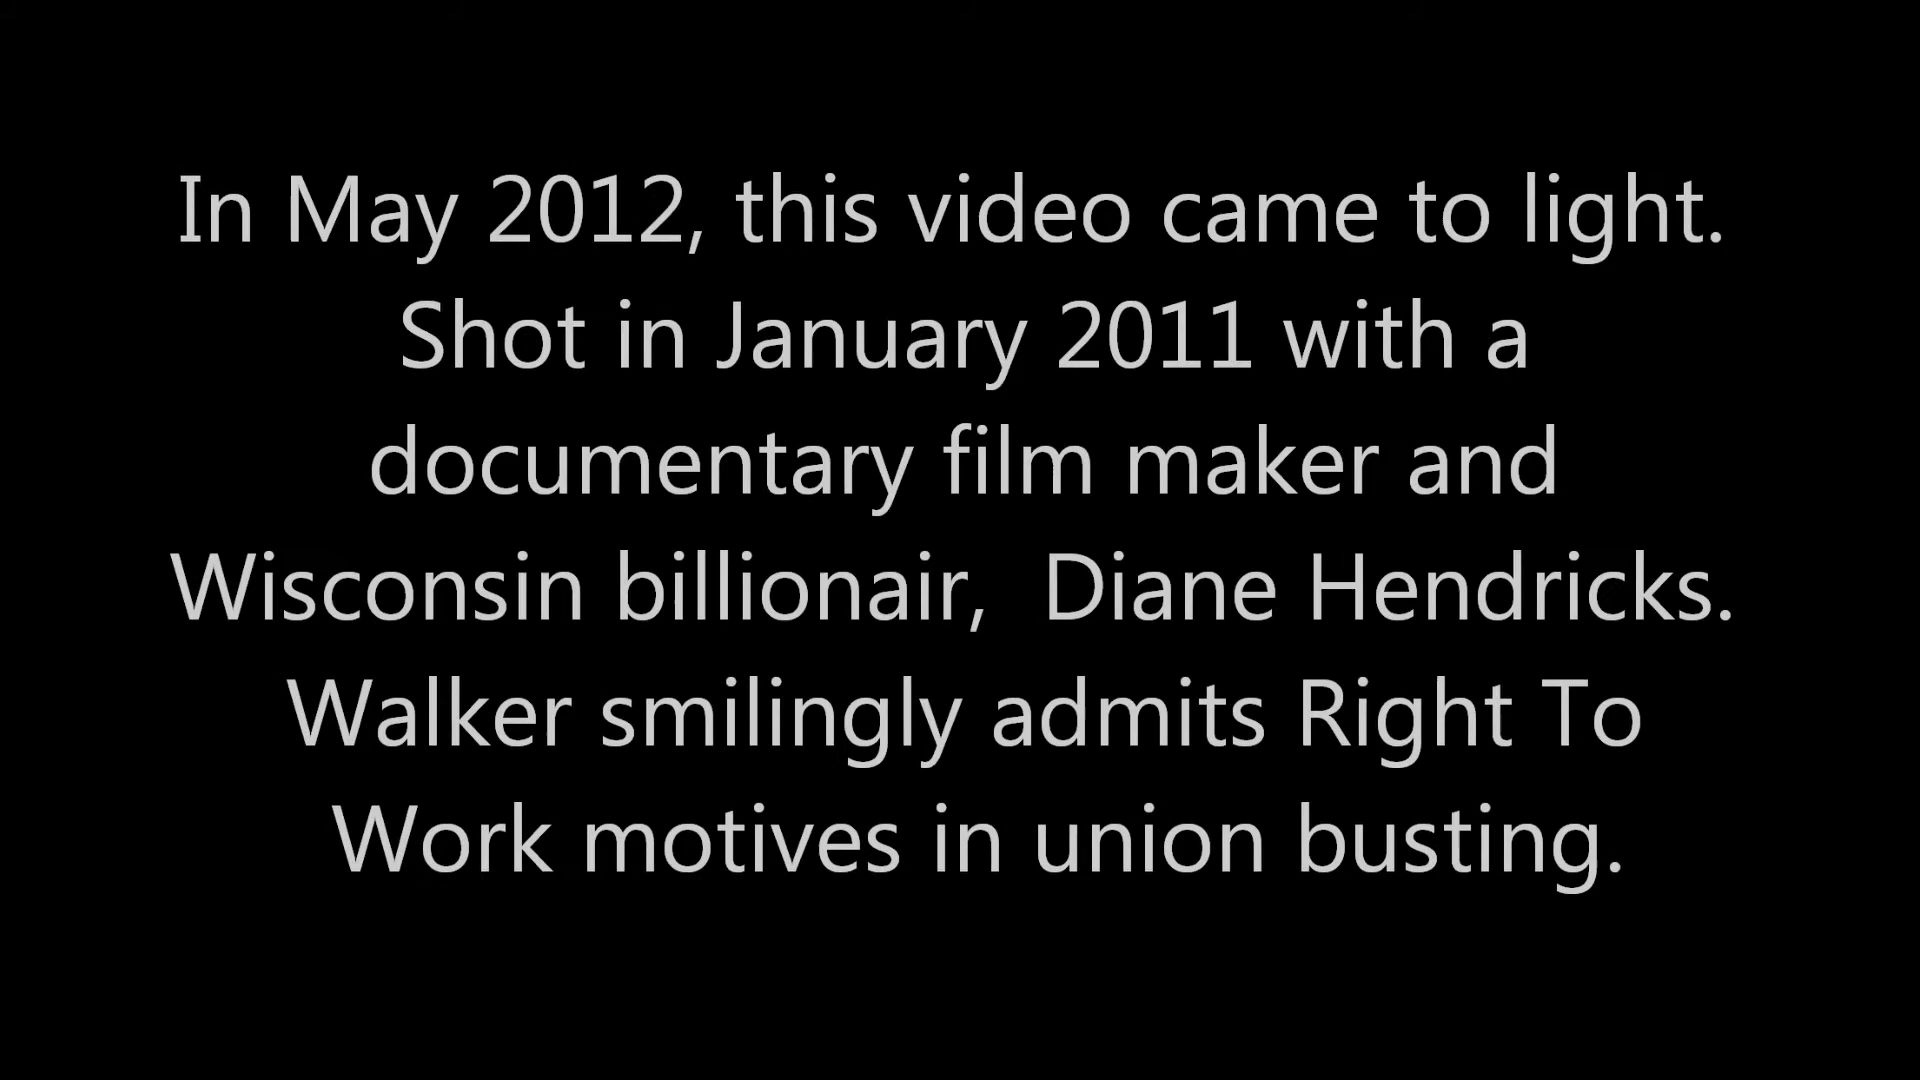 In May 2012, this video came to light.
Shot in January 2011 with a
documentary film maker and
Wisconsin billionair,  Diane Hendricks.
Walker smilingly admits Right To
Work motives in union busting.